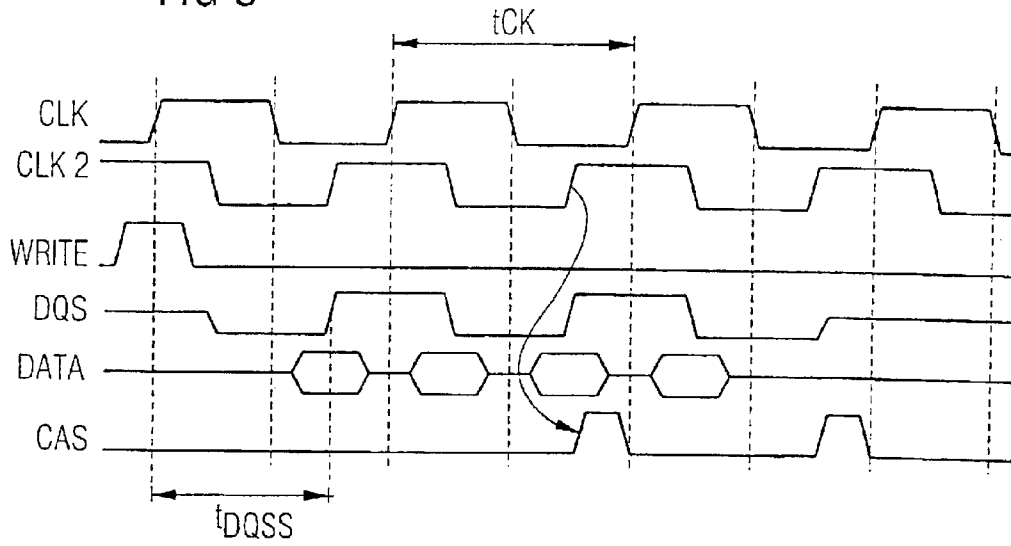 tCK
CLK
CLK 2
WRITE
DQS
DATA
CAS
tDQSS